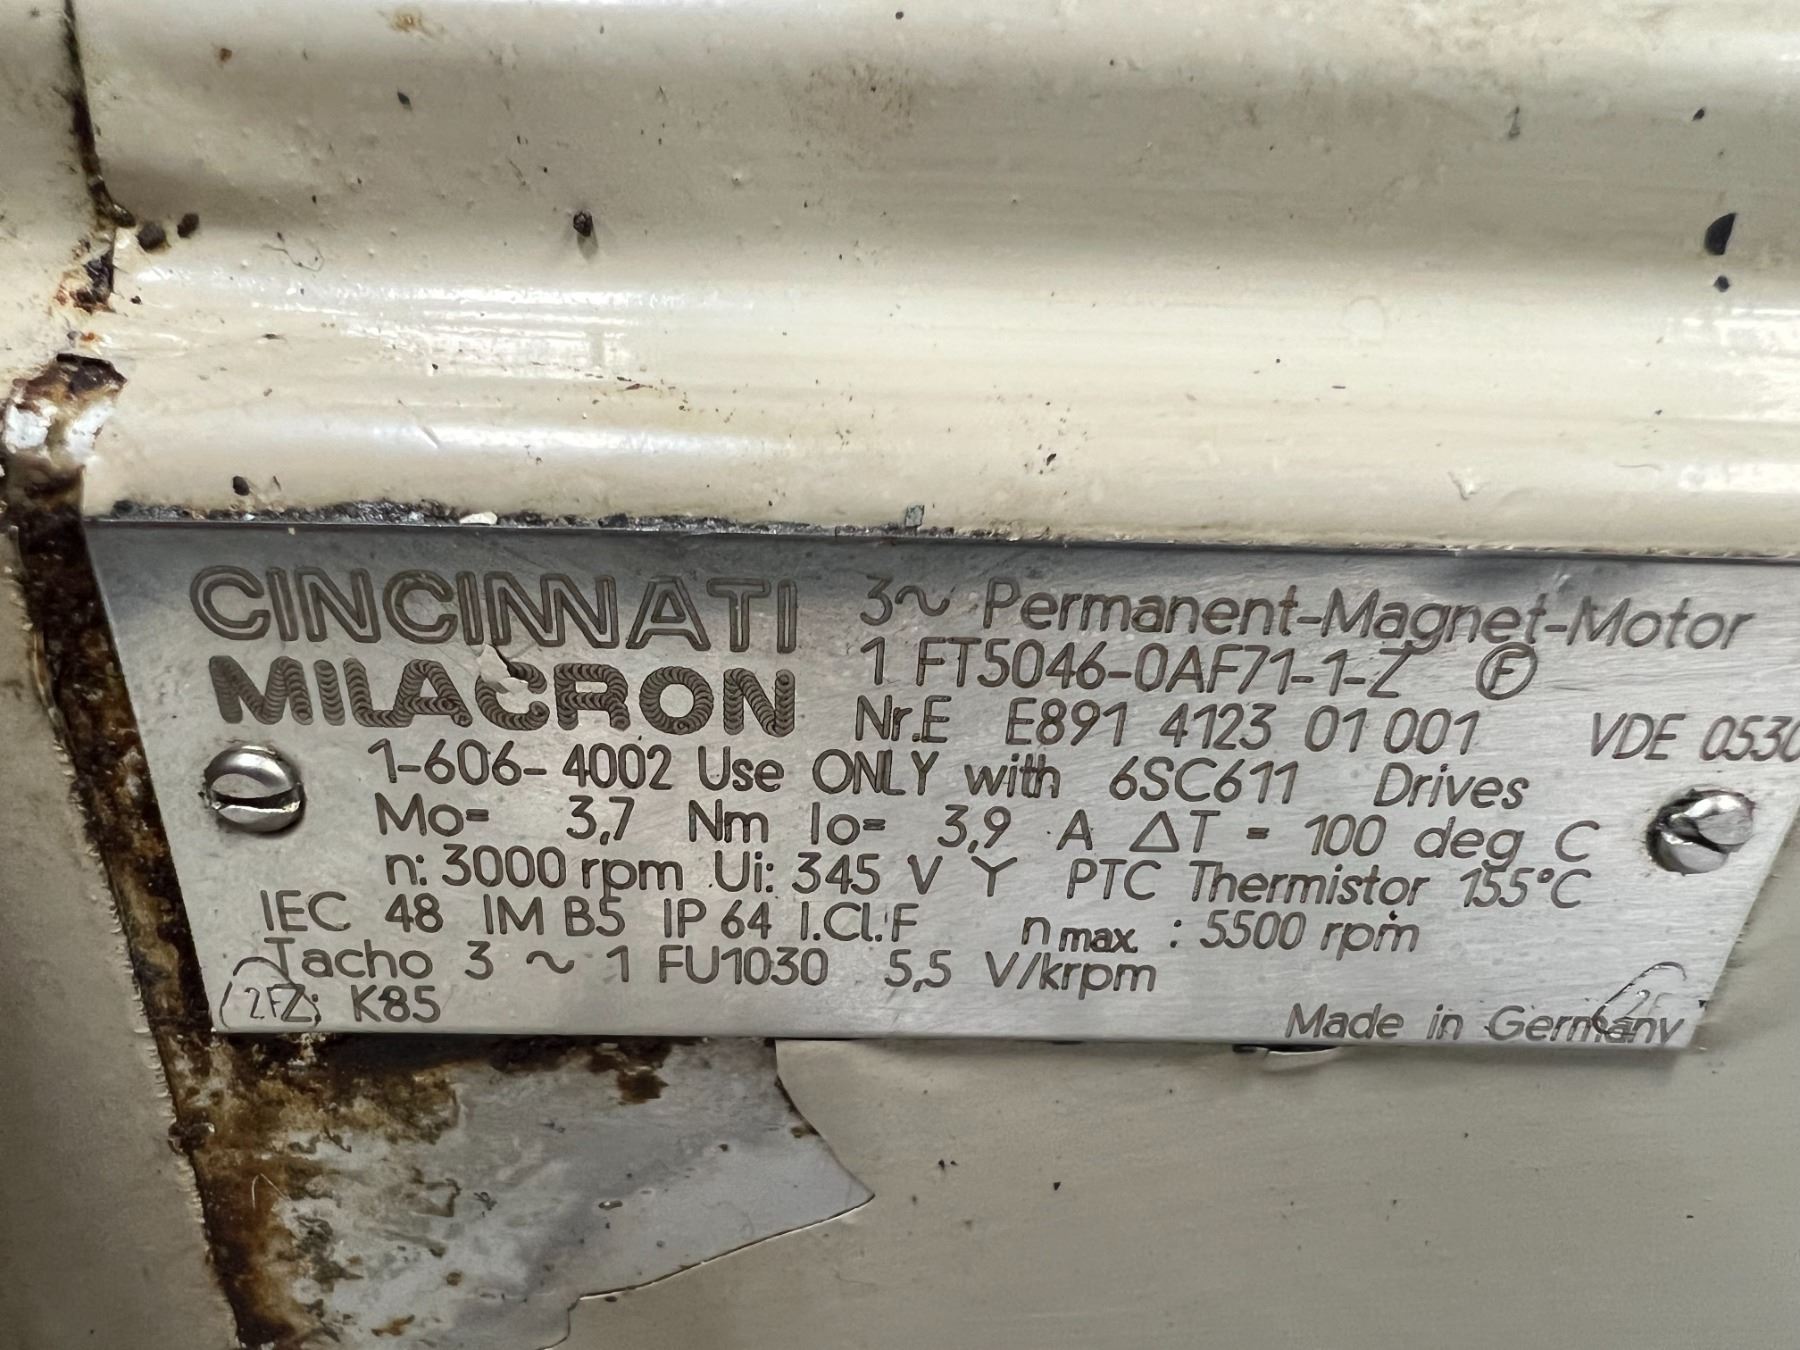 CINCINNATI
MILACRON
3~ Permanent-Magnet-Motor
1 FT5046-0AF71-1-Z F
Nr.E E891 4123 01 001 VDE 0530
1-606-4002 Use ONLY with 6SC611 Drives
Mo= 3,7 Nm Io= 3,9 A ΔT = 100 deg C
n: 3000 rpm Ui: 345 V Y PTC Thermistor 155°C
IEC 48 IM B5 IP 64 I.Cl.F n max. : 5500 rpm
Tacho 3 ~ 1 FU1030 5,5 V/krpm
Z: K85
Made in Germany